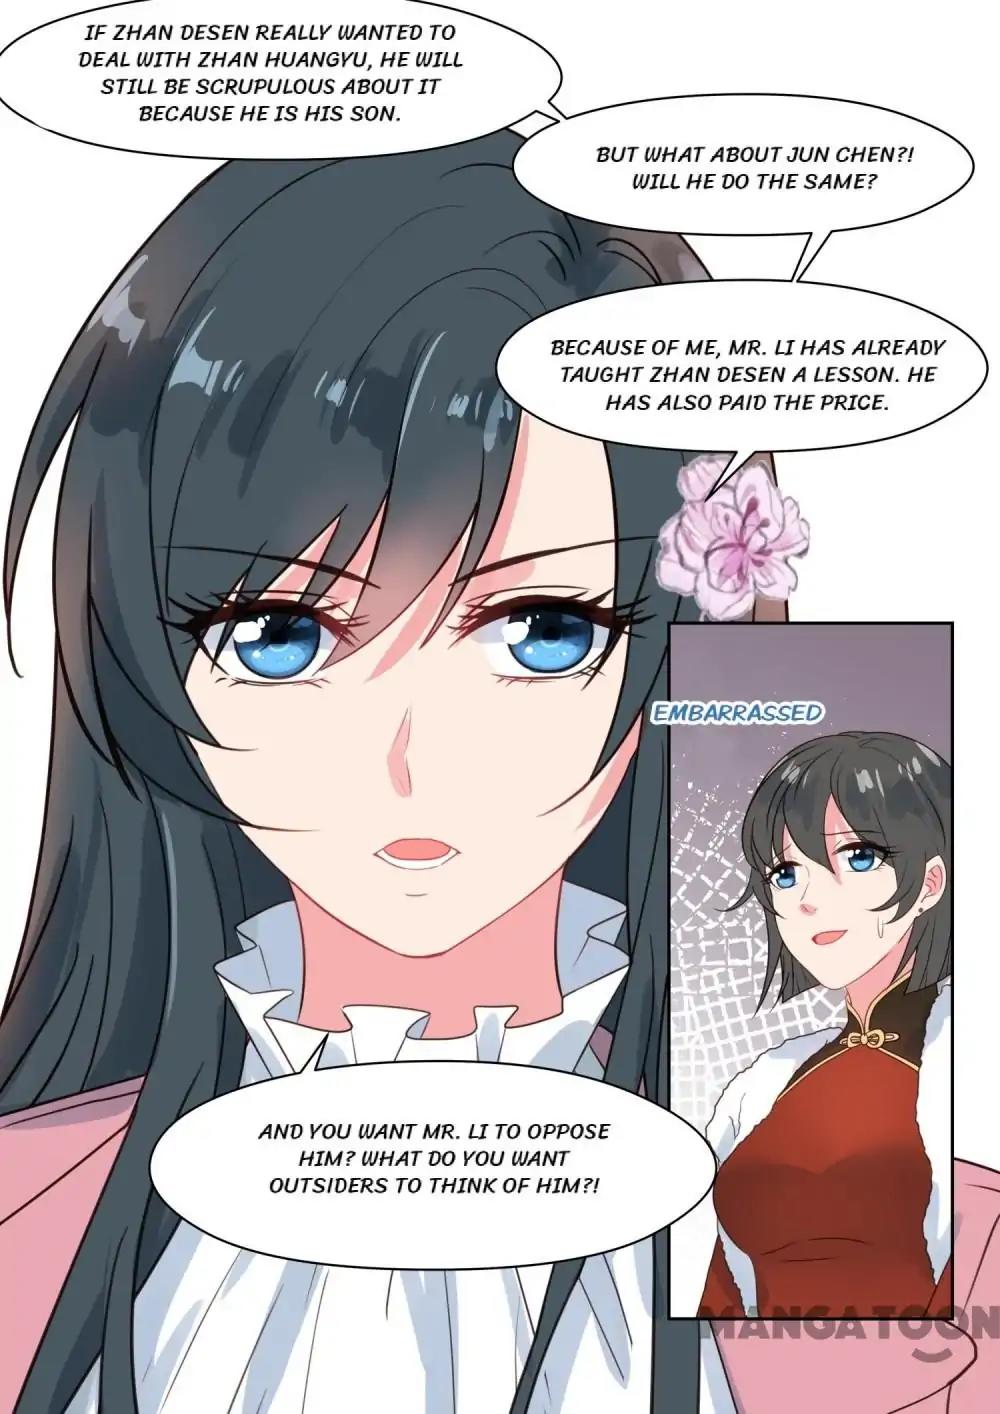 IF ZHAN DESEN REALLY WANTED TO
DEAL WITH ZHAN HUANGYU, HE WILL
STILL BE SCRUPULOUS ABOUT IT
BECAUSE HE IS HIS SON.
BUT WHAT ABOUT JUN CHEN?!
WILL HE DO THE SAME?
BECAUSE OF ME, MR. LI HAS ALREADY
TAUGHT ZHAN DESEN A LESSON. HE
HAS ALSO PAID THE PRICE.
EMBARRASSED
AND YOU WANT MR. LI TO OPPOSE
HIM? WHAT DO YOU WANT
OUTSIDERS TO THINK OF HIM?!
MANGATOON